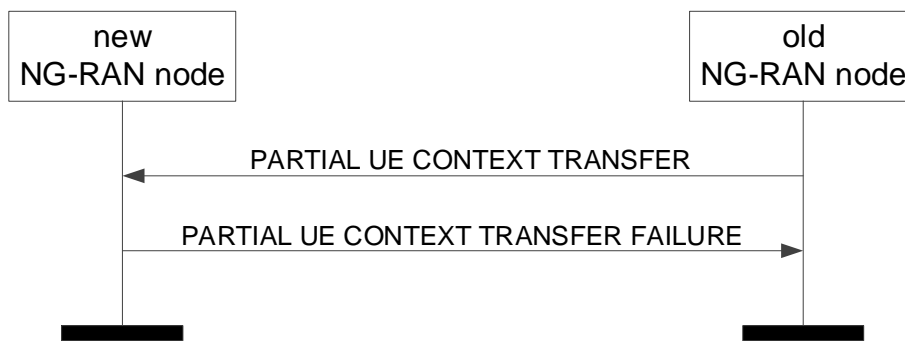 new
NG-RAN node
old
NG-RAN node
PARTIAL UE CONTEXT TRANSFER
PARTIAL UE CONTEXT TRANSFER FAILURE